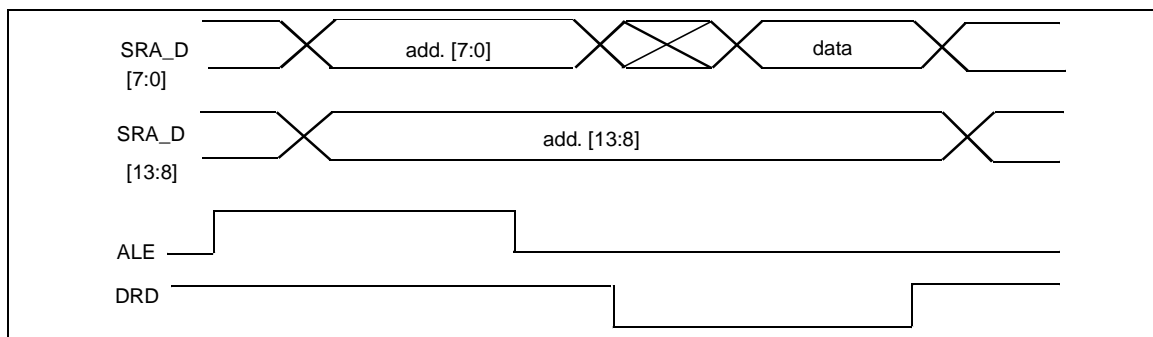 SRA_D add. [7:0] data
[7:0]
SRA_D add. [13:8]
[13:8]
ALE
DRD